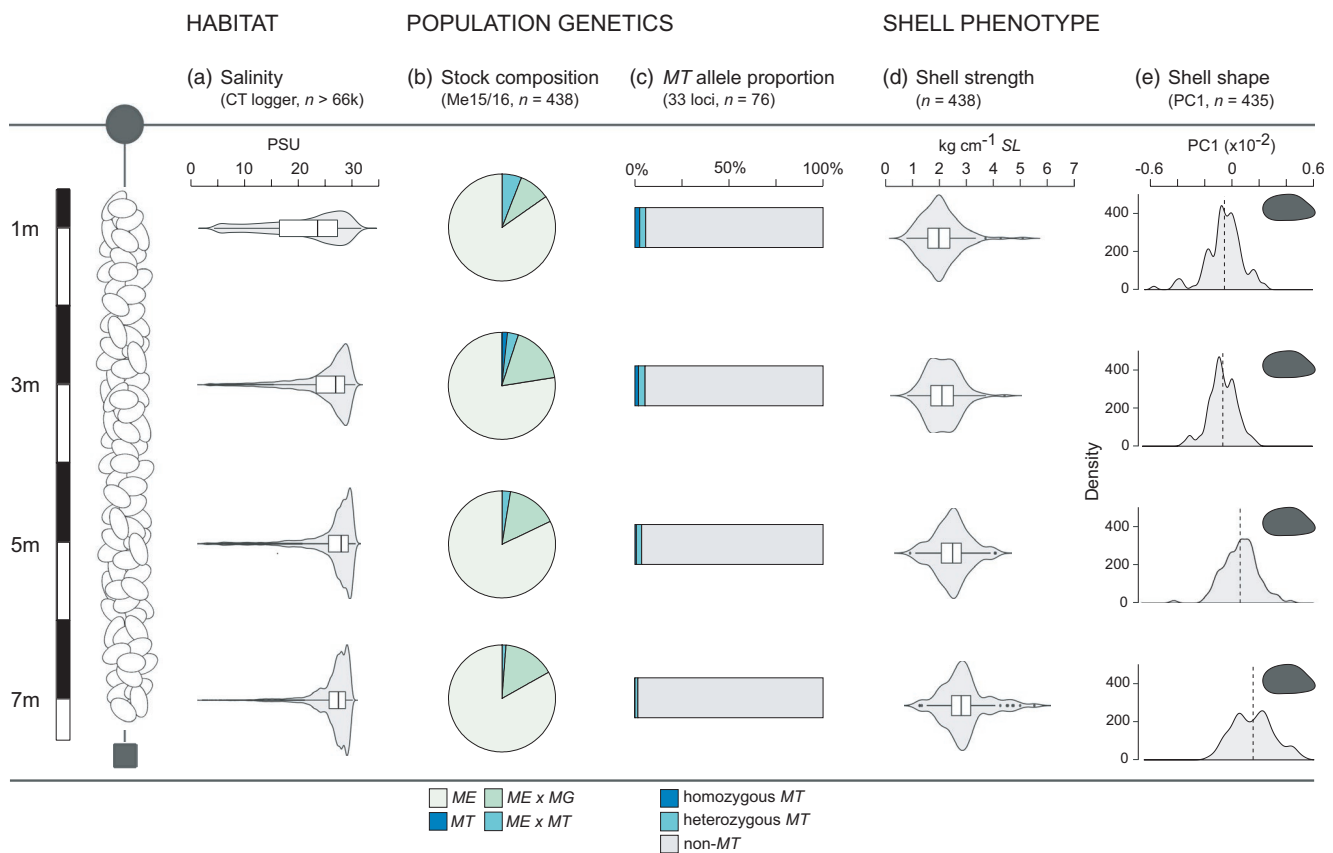 HABITAT POPULATION GENETICS SHELL PHENOTYPE
(a) Salinity (b) Stock composition (c) MT allele proportion (d) Shell strength (e) Shell shape
(CT logger, n > 66k) (Me15/16, n = 438) (33 loci, n = 76) (n = 438) (PC1, n = 435)
PSU kg cm⁻¹ SL PC1 (x10⁻²)
0 10 20 30 0% 50% 100% 0 1 2 3 4 5 6 7 -0.6 0 0.6
1m 400
200
0
3m 400
200
0
Density
5m 400
200
0
7m 400
200
0
ME ME x MG homozygous MT
MT ME x MT heterozygous MT
non-MT